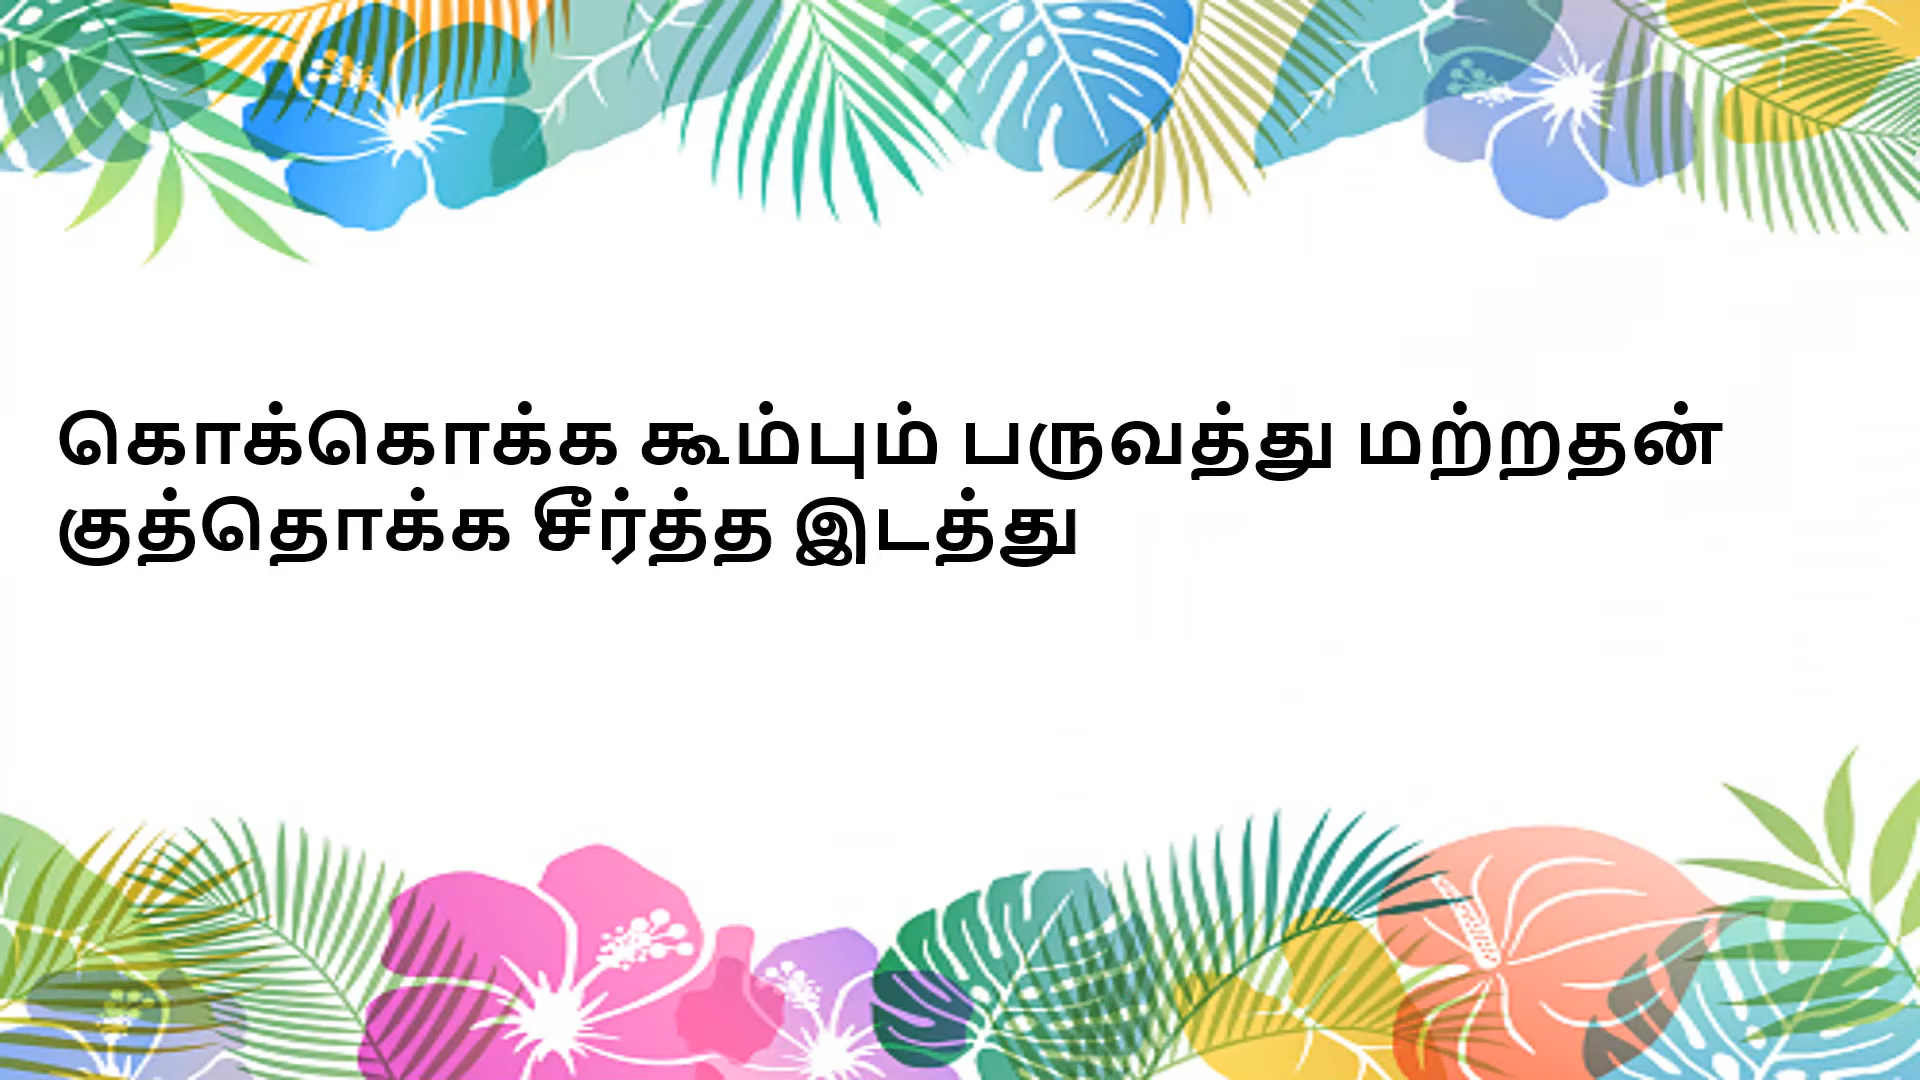 கொக்கொக்க கூம்பும் பருவத்து மற்றதன்
குத்தொக்க சீர்த்த இடத்து